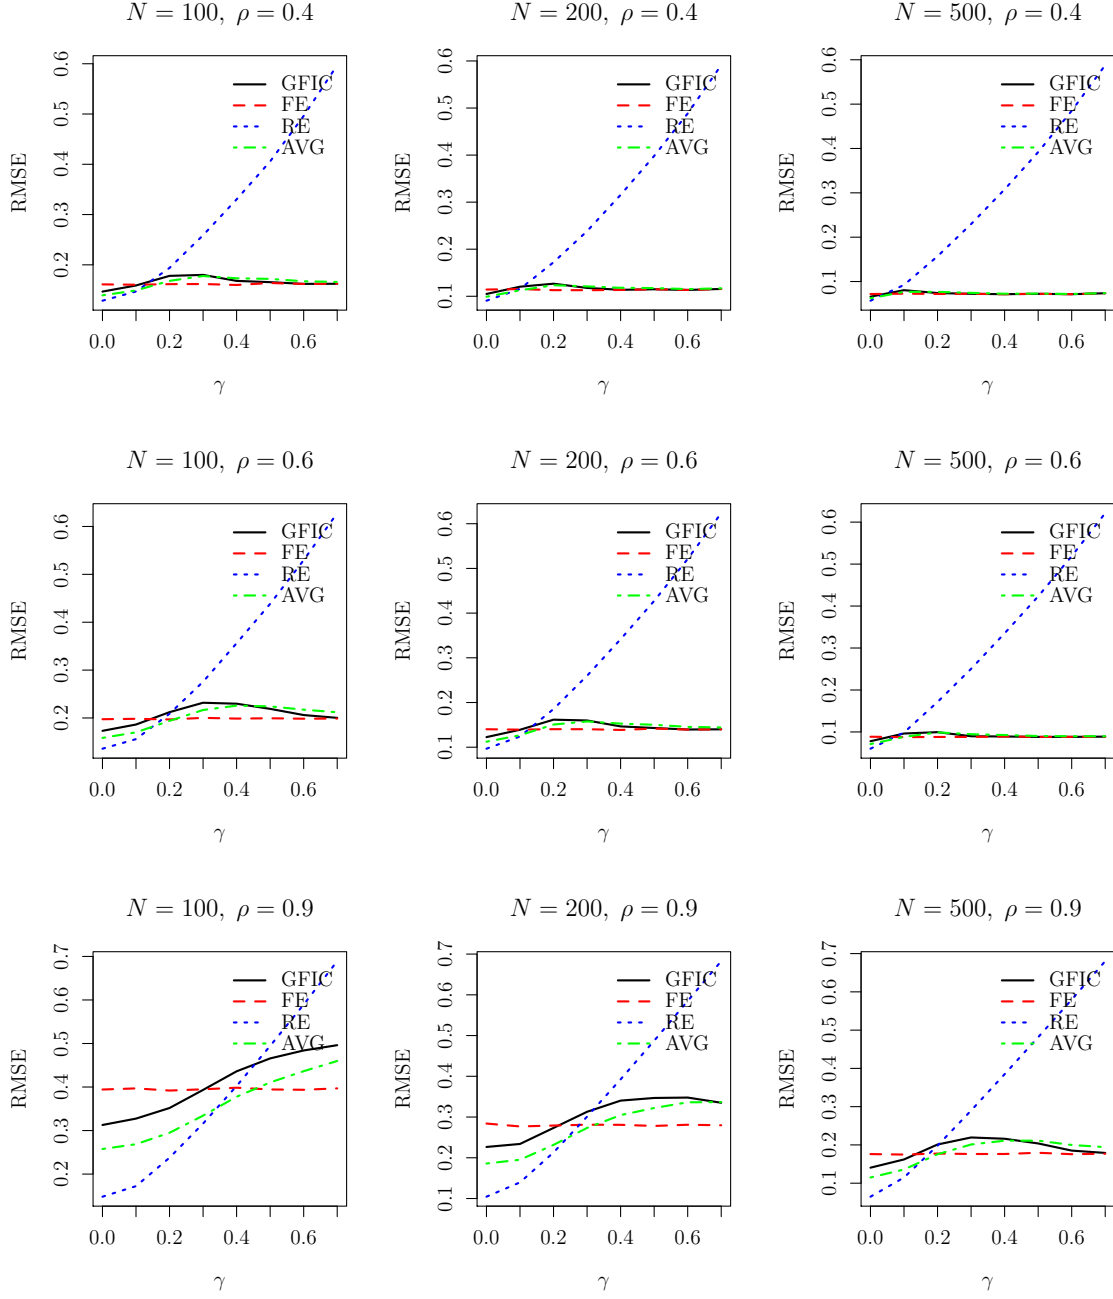 N = 100, ρ = 0.4
RMSE
0.2 0.3 0.4 0.5 0.6
GFIC
FE
RE
AVG
0.0 0.2 0.4 0.6
γ
N = 200, ρ = 0.4
RMSE
0.1 0.2 0.3 0.4 0.5 0.6
GFIC
FE
RE
AVG
0.0 0.2 0.4 0.6
γ
N = 500, ρ = 0.4
RMSE
0.1 0.2 0.3 0.4 0.5 0.6
GFIC
FE
RE
AVG
0.0 0.2 0.4 0.6
γ
N = 100, ρ = 0.6
RMSE
0.2 0.3 0.4 0.5 0.6
GFIC
FE
RE
AVG
0.0 0.2 0.4 0.6
γ
N = 200, ρ = 0.6
RMSE
0.1 0.2 0.3 0.4 0.5 0.6
GFIC
FE
RE
AVG
0.0 0.2 0.4 0.6
γ
N = 500, ρ = 0.6
RMSE
0.1 0.2 0.3 0.4 0.5 0.6
GFIC
FE
RE
AVG
0.0 0.2 0.4 0.6
γ
N = 100, ρ = 0.9
RMSE
0.2 0.3 0.4 0.5 0.6 0.7
GFIC
FE
RE
AVG
0.0 0.2 0.4 0.6
γ
N = 200, ρ = 0.9
RMSE
0.1 0.2 0.3 0.4 0.5 0.6 0.7
GFIC
FE
RE
AVG
0.0 0.2 0.4 0.6
γ
N = 500, ρ = 0.9
RMSE
0.1 0.2 0.3 0.4 0.5 0.6 0.7
GFIC
FE
RE
AVG
0.0 0.2 0.4 0.6
γ